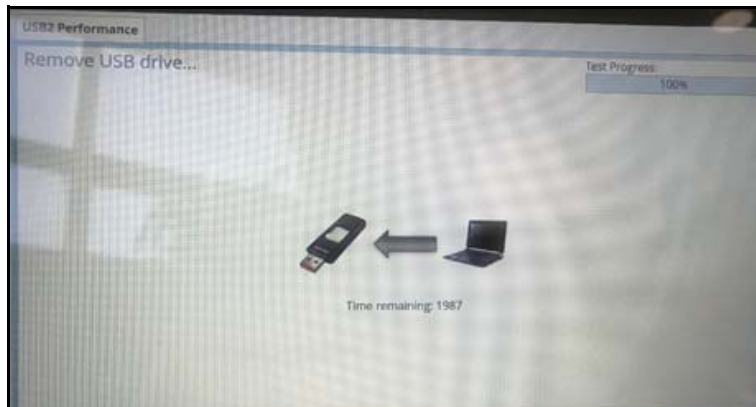 USB2 Performance
Remove USB drive...
Test Progress:
100%
Time remaining: 1987